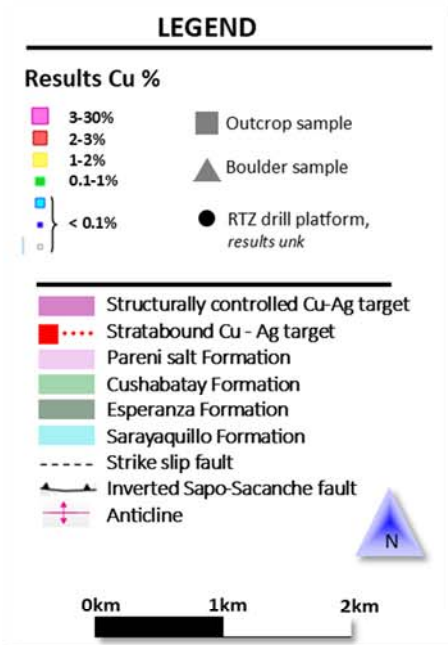 LEGEND
Results Cu %
3-30%
2-3%
1-2%
0.1-1%
< 0.1%
Outcrop sample
Boulder sample
RTZ drill platform,
results unk
Structurally controlled Cu-Ag target
Stratabound Cu - Ag target
Pareni salt Formation
Cushabatay Formation
Esperanza Formation
Sarayaquillo Formation
Strike slip fault
Inverted Sapo-Sacanche fault
Anticline
N
0km 1km 2km